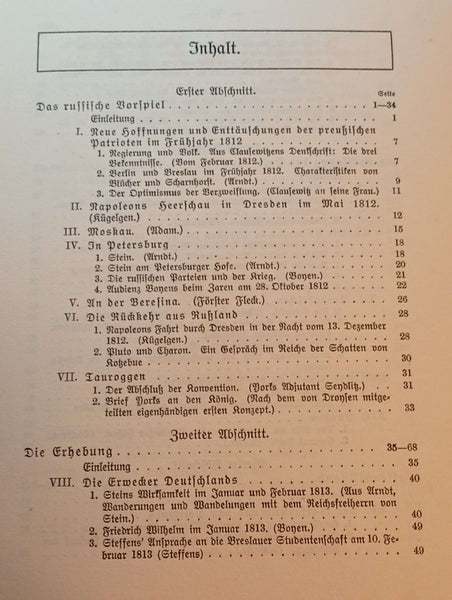 Inhalt.
Erster Abschnitt.
Seite
Das russische Vorspiel . . . . . . . . . . . . . . . . . . 1—34
Einleitung . . . . . . . . . . . . . . . . . . 1
I. Neue Hoffnungen und Enttäuschungen der preußischen
Patrioten im Frühjahr 1812 . . . . . . . . . . . . 7
1. Regierung und Volk. Aus Clausewitzens Denkschrift: Die drei
Bekenntnisse. (Vom Februar 1812.) . . . . . . . . . . 7
2. Berlin und Breslau im Frühjahr 1812. Charakteristiken von
Blücher und Scharnhorst. (Arndt.) . . . . . . . . . . 9
3. Der Optimismus der Verzweiflung. (Clausewitz an seine Frau.) 11
II. Napoleons Heerschau in Dresden im Mai 1812.
(Kügelgen.) . . . . . . . . . . . . . . . . . . 12
III. Moskau. (Adam.) . . . . . . . . . . . . . . . . 15
IV. In Petersburg . . . . . . . . . . . . . . . . 18
1. Stein. (Arndt.) . . . . . . . . . . . . . . . . 18
2. Stein am Petersburger Hofe. (Arndt.) . . . . . . . . 20
3. Die russischen Parteien und der Krieg. (Boyen.) . . . . 21
4. Audienz Boyens beim Zaren am 28. Oktober 1812 . . . . 22
V. An der Beresina. (Förster Fleck.) . . . . . . . . 26
VI. Die Rückkehr aus Rußland . . . . . . . . . . . . 28
1. Napoleons Fahrt durch Dresden in der Nacht vom 13. Dezember
1812. (Kügelgen.) . . . . . . . . . . . . . . . . 28
2. Pluto und Charon. Ein Gespräch im Reiche der Schatten von
Kotzebue . . . . . . . . . . . . . . . . . . 30
VII. Tauroggen . . . . . . . . . . . . . . . . . . 31
1. Der Abschluß der Konvention. (Yorks Adjutant Seydlitz.) . . 31
2. Brief Yorks an den König. (Nach dem von Droysen mitge-
teilten eigenhändigen ersten Konzept.) . . . . . . . . 33
Zweiter Abschnitt.
Die Erhebung . . . . . . . . . . . . . . . . . . 35—68
Einleitung . . . . . . . . . . . . . . . . . . 35
VIII. Die Erwecker Deutschlands . . . . . . . . . . . . 40
1. Steins Wirksamkeit im Januar und Februar 1813. (Aus Arndt,
Wanderungen und Wandelungen mit dem Reichsfreiherrn von
Stein.) . . . . . . . . . . . . . . . . . . 40
2. Friedrich Wilhelm im Januar 1813. (Boyen.) . . . . . . 49
3. Steffens' Ansprache an die Breslauer Studentenschaft am 10. Fe-
bruar 1813 (Steffens) . . . . . . . . . . . . . . 49